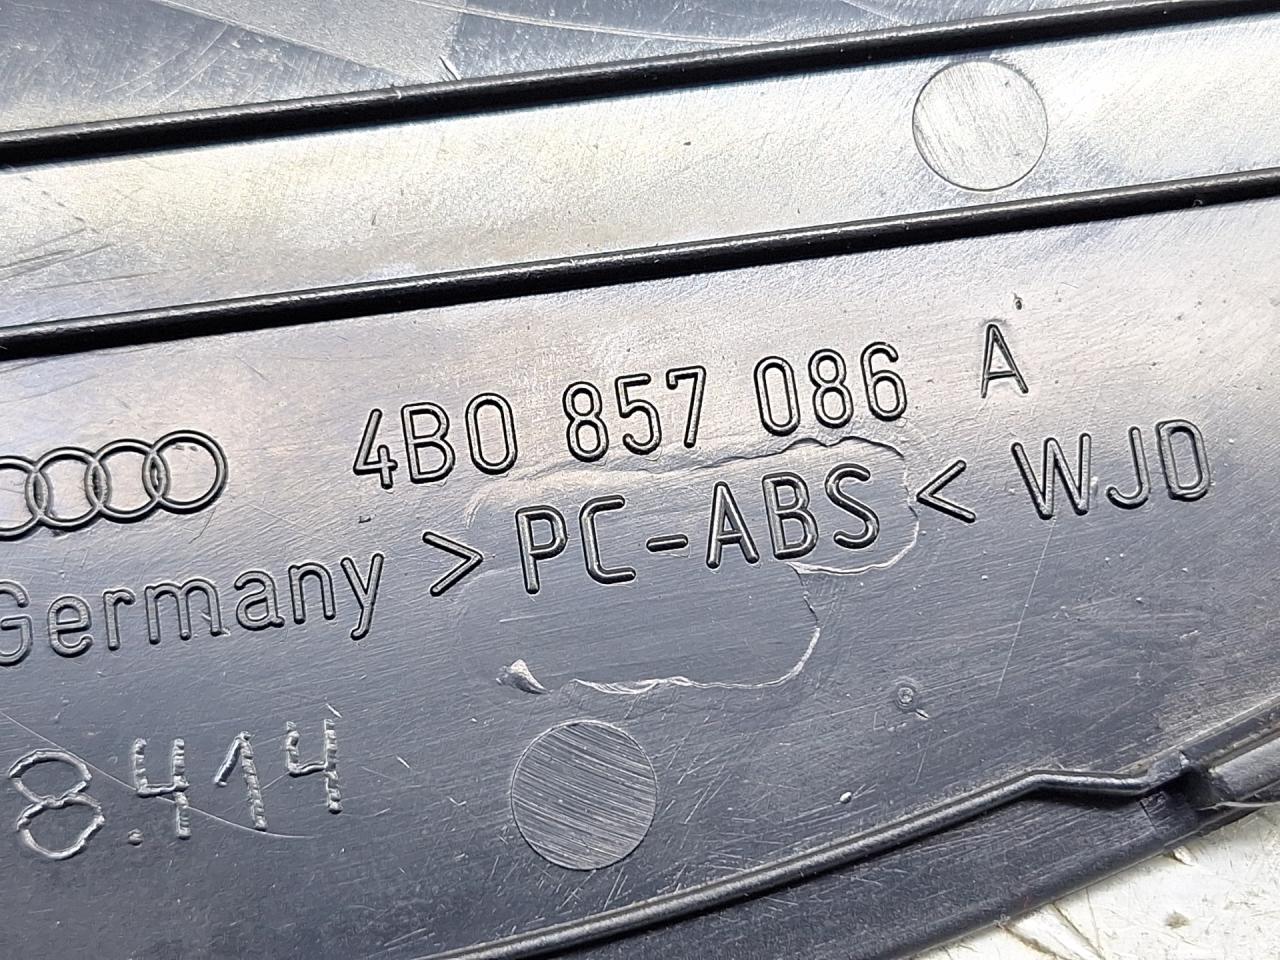 4B0 857 086 A
Germany >PC-ABS< WJD
8.414